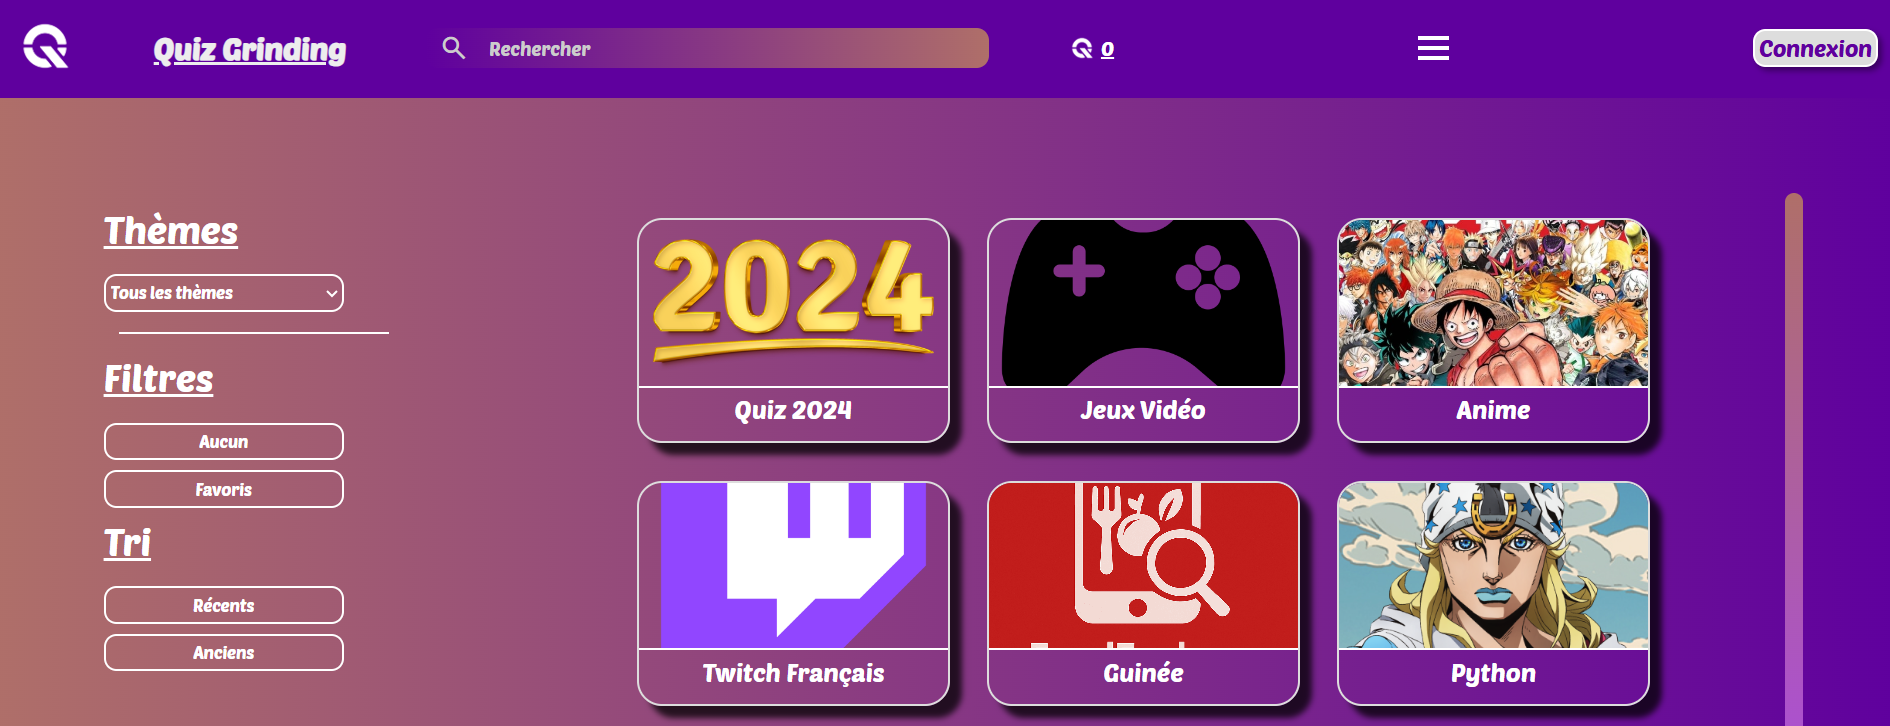 Quiz Grinding
Rechercher
0
Connexion
Thèmes
Tous les thèmes
Filtres
Aucun
Favoris
Tri
Récents
Anciens
2024
Quiz 2024
Jeux Vidéo
Anime
Twitch Français
Guinée
Python